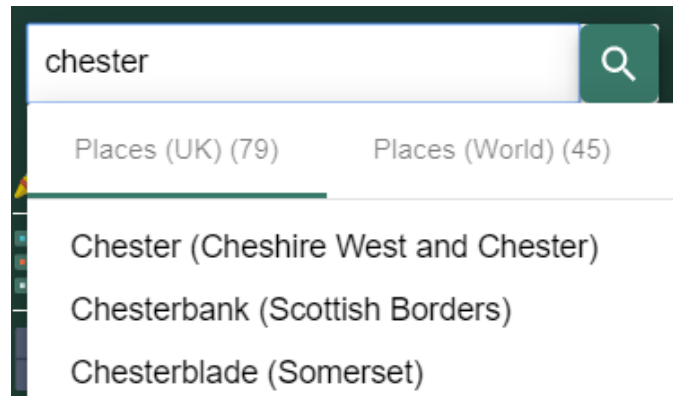 chester
Places (UK) (79) Places (World) (45)
Chester (Cheshire West and Chester)
Chesterbank (Scottish Borders)
Chesterblade (Somerset)